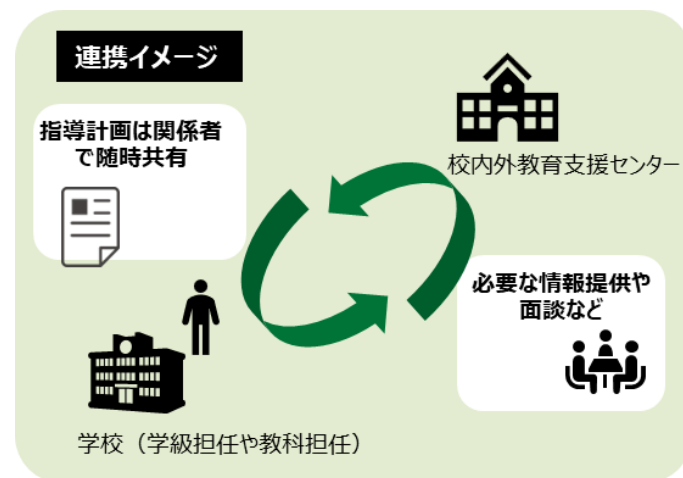 連携イメージ
指導計画は関係者
で随時共有
校内外教育支援センター
必要な情報提供や
面談など
学校（学級担任や教科担任）